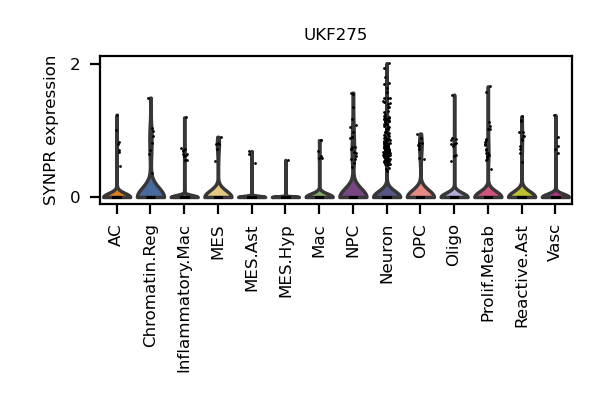 UKF275
SYNPR expression
2
0
AC
Chromatin.Reg
Inflammatory.Mac
MES
MES.Ast
MES.Hyp
Mac
NPC
Neuron
OPC
Oligo
Prolif.Metab
Reactive.Ast
Vasc